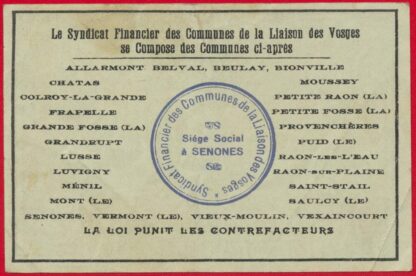 Le Syndicat Financier des Communes de la Liaison des Vosges
se Compose des Communes ci-après
ALLARMONT BELVAL, BEULAY, BIONVILLE
CHATAS
COLROY-LA-GRANDE
FRAPELLE
GRANDE FOSSE (LA)
GRANDRUPT
LUSSE
LUVIGNY
MÉNIL
MONT (LE)
MOUSSEY
PETITE RAON (LA)
PETITE FOSSE (LA)
PROVENCHÈRES
PUID (LE)
RAON-LES-L'EAU
RAON-SUR-PLAINE
SAINT-STAIL
SAULCY (LE)
Syndicat Financier des Communes de la Liaison des Vosges *
Siége Social
à SENONES
SENONES, VERMONT (LE), VIEUX-MOULIN, VEXAINCOURT
LA LOI PUNIT LES CONTREFACTEURS